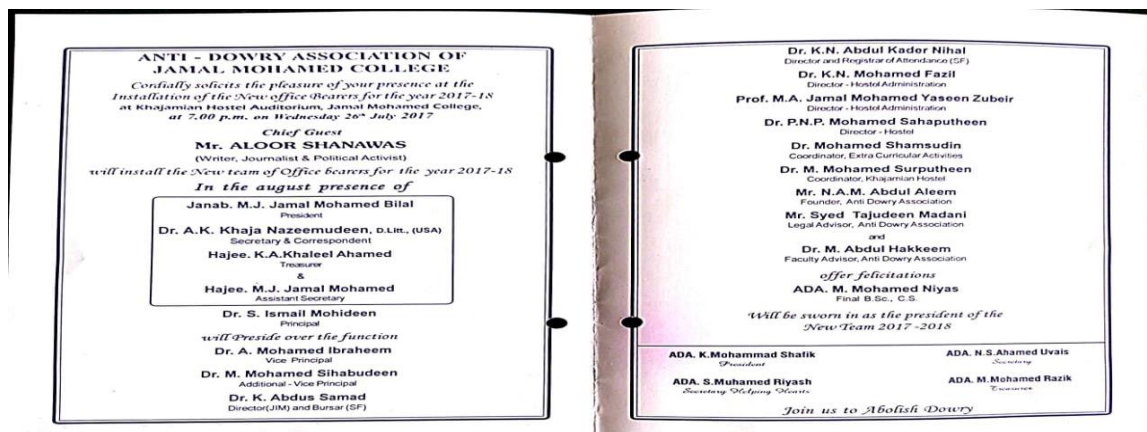 ANTI - DOWRY ASSOCIATION OF
JAMAL MOHAMED COLLEGE
Cordially solicits the pleasure of your presence at the
Installation of the New office Bearers for the year 2017-18
at Khajamian Hostel Auditorium, Jamal Mohamed College,
at 7.00 p.m. on Wednesday 26th July 2017
Chief Guest
Mr. ALOOR SHANAWAS
(Writer, Journalist & Political Activist)
will install the New team of Office bearers for the year 2017-18
In the august presence of
Janab. M.J. Jamal Mohamed Bilal
President
Dr. A.K. Khaja Nazeemudeen, D.Litt., (USA)
Secretary & Correspondent
Hajee. K.A.Khaleel Ahamed
Treasurer
&
Hajee. M.J. Jamal Mohamed
Assistant Secretary
Dr. S. Ismail Mohideen
Principal
will Preside over the function
Dr. A. Mohamed Ibraheem
Vice Principal
Dr. M. Mohamed Sihabudeen
Additional - Vice Principal
Dr. K. Abdus Samad
Director(JIM) and Bursar (SF)
Dr. K.N. Abdul Kader Nihal
Director and Registrar of Attendance (SF)
Dr. K.N. Mohamed Fazil
Director - Hostel Administration
Prof. M.A. Jamal Mohamed Yaseen Zubeir
Director - Hostel Administration
Dr. P.N.P. Mohamed Sahaputheen
Director - Hostel
Dr. Mohamed Shamsudin
Coordinator, Extra Curricular Activities
Dr. M. Mohamed Surputheen
Coordinator, Khajamian Hostel
Mr. N.A.M. Abdul Aleem
Founder, Anti Dowry Association
Mr. Syed Tajudeen Madani
Legal Advisor, Anti Dowry Association
and
Dr. M. Abdul Hakkeem
Faculty Advisor, Anti Dowry Association
offer felicitations
ADA. M. Mohamed Niyas
Final B.Sc., C.S.
Will be sworn in as the president of the
New Team 2017 -2018
ADA. K.Mohammad Shafik
President
ADA. N.S.Ahamed Uvais
Secretary
ADA. S.Muhamed Riyash
Secretary Helping Hearts
ADA. M.Mohamed Razik
Treasurer
Join us to Abolish Dowry